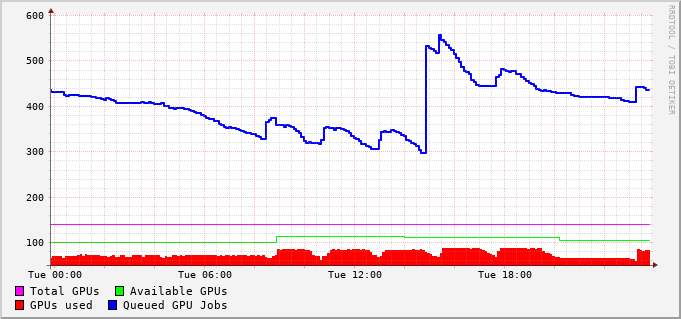 600
500
400
300
200
100
Tue 00:00 Tue 06:00 Tue 12:00 Tue 18:00
Total GPUs Available GPUs
GPUs used Queued GPU Jobs
RRDTOOL / TOBI OETIKER